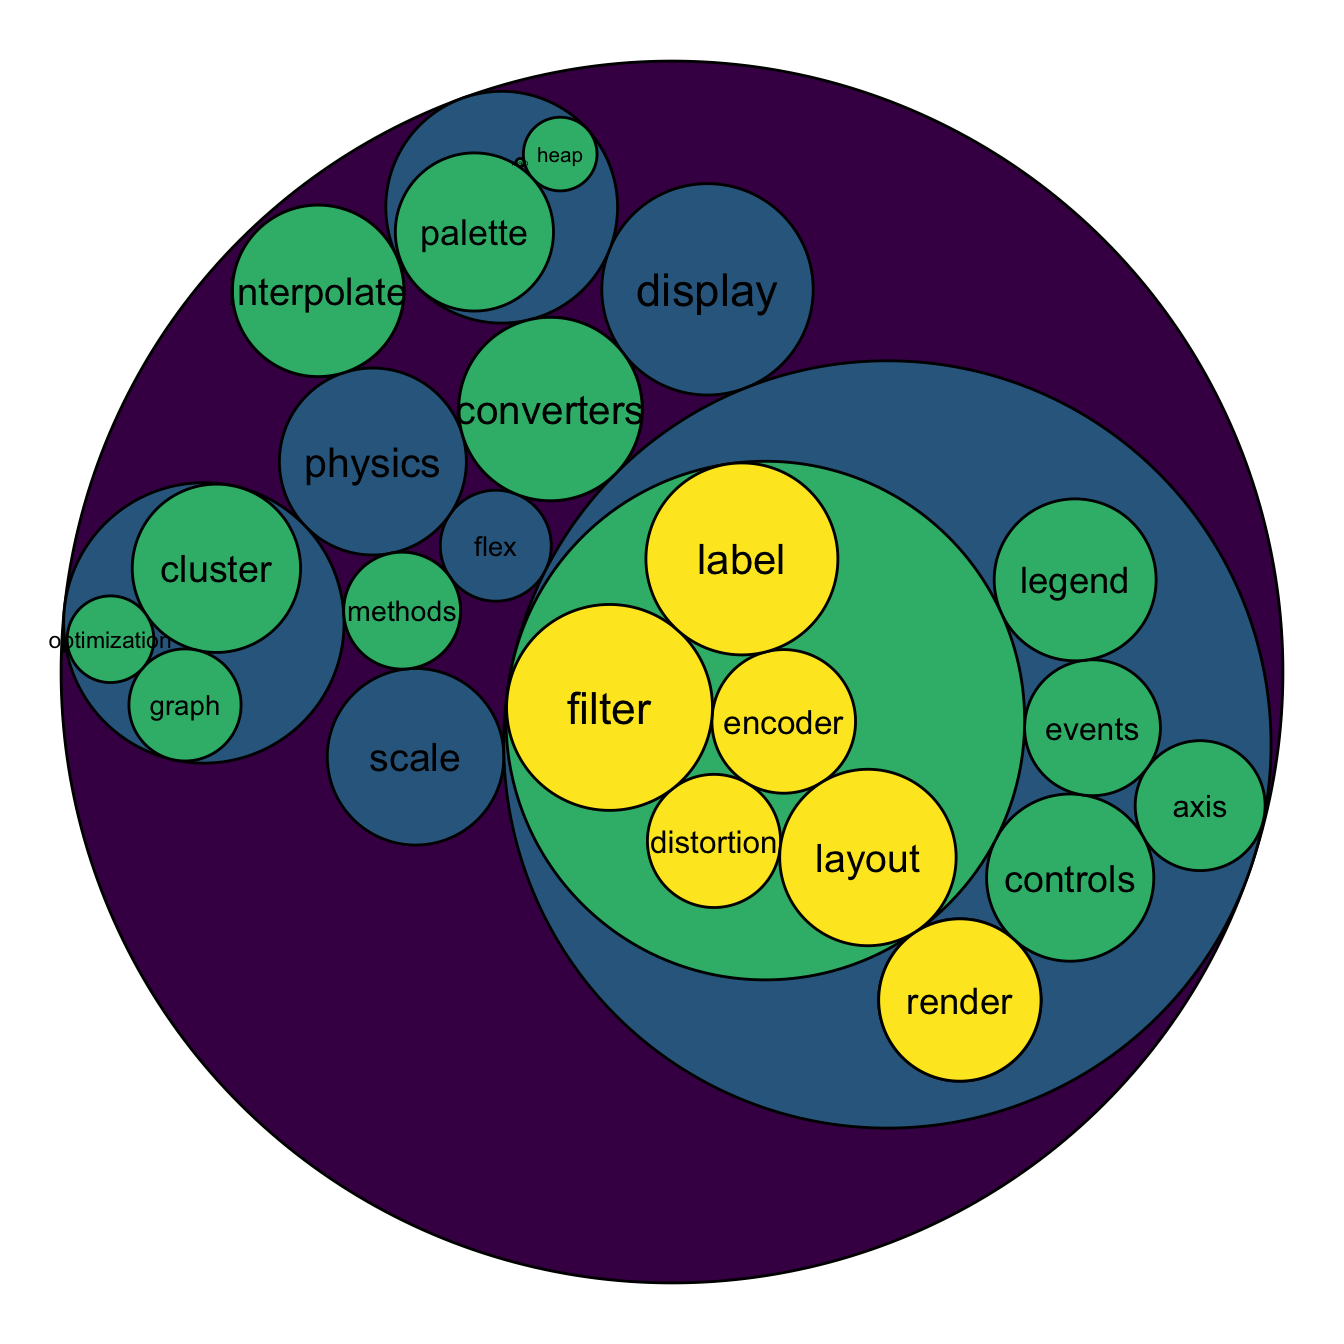 heap
palette
nterpolate
display
converters
physics
flex
label
cluster
legend
methods
optimization
graph
filter
encoder
events
scale
axis
distortion
layout
controls
render